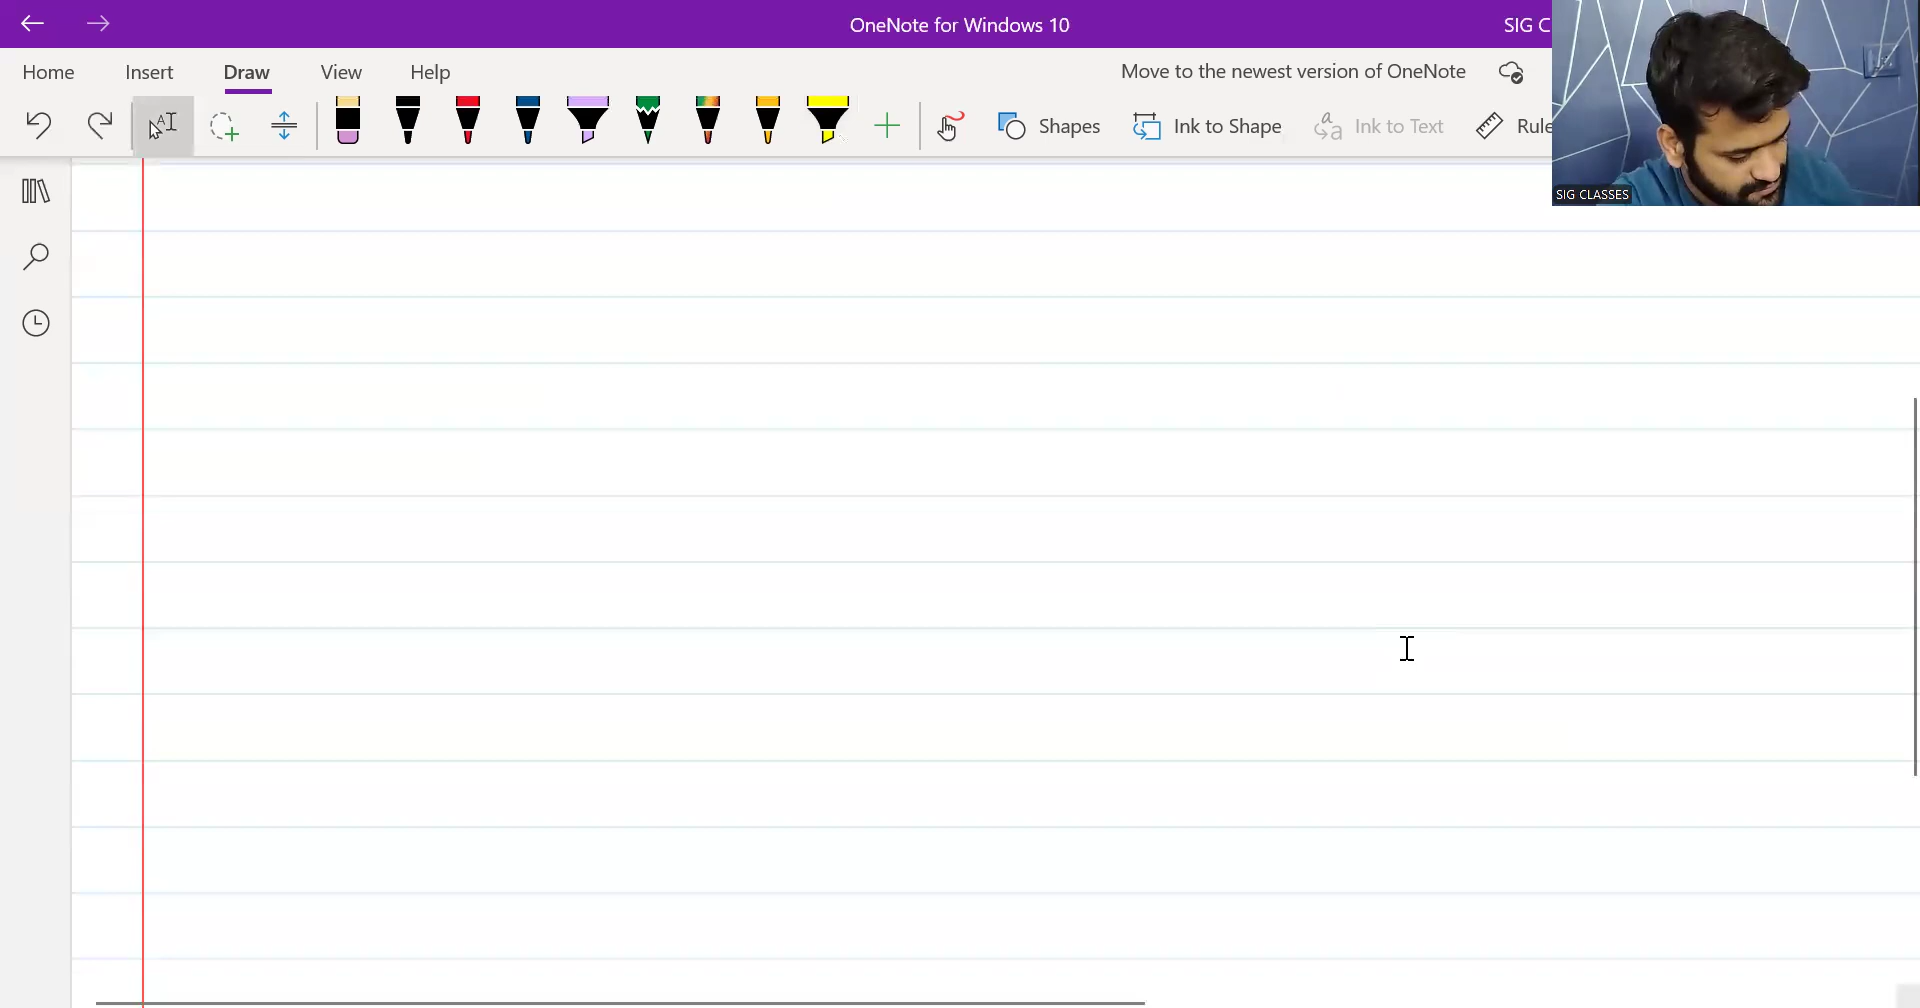 OneNote for Windows 10
SIG C
Home Insert Draw View Help
Move to the newest version of OneNote
Shapes
Ink to Shape
Ink to Text
Rule
SIG CLASSES